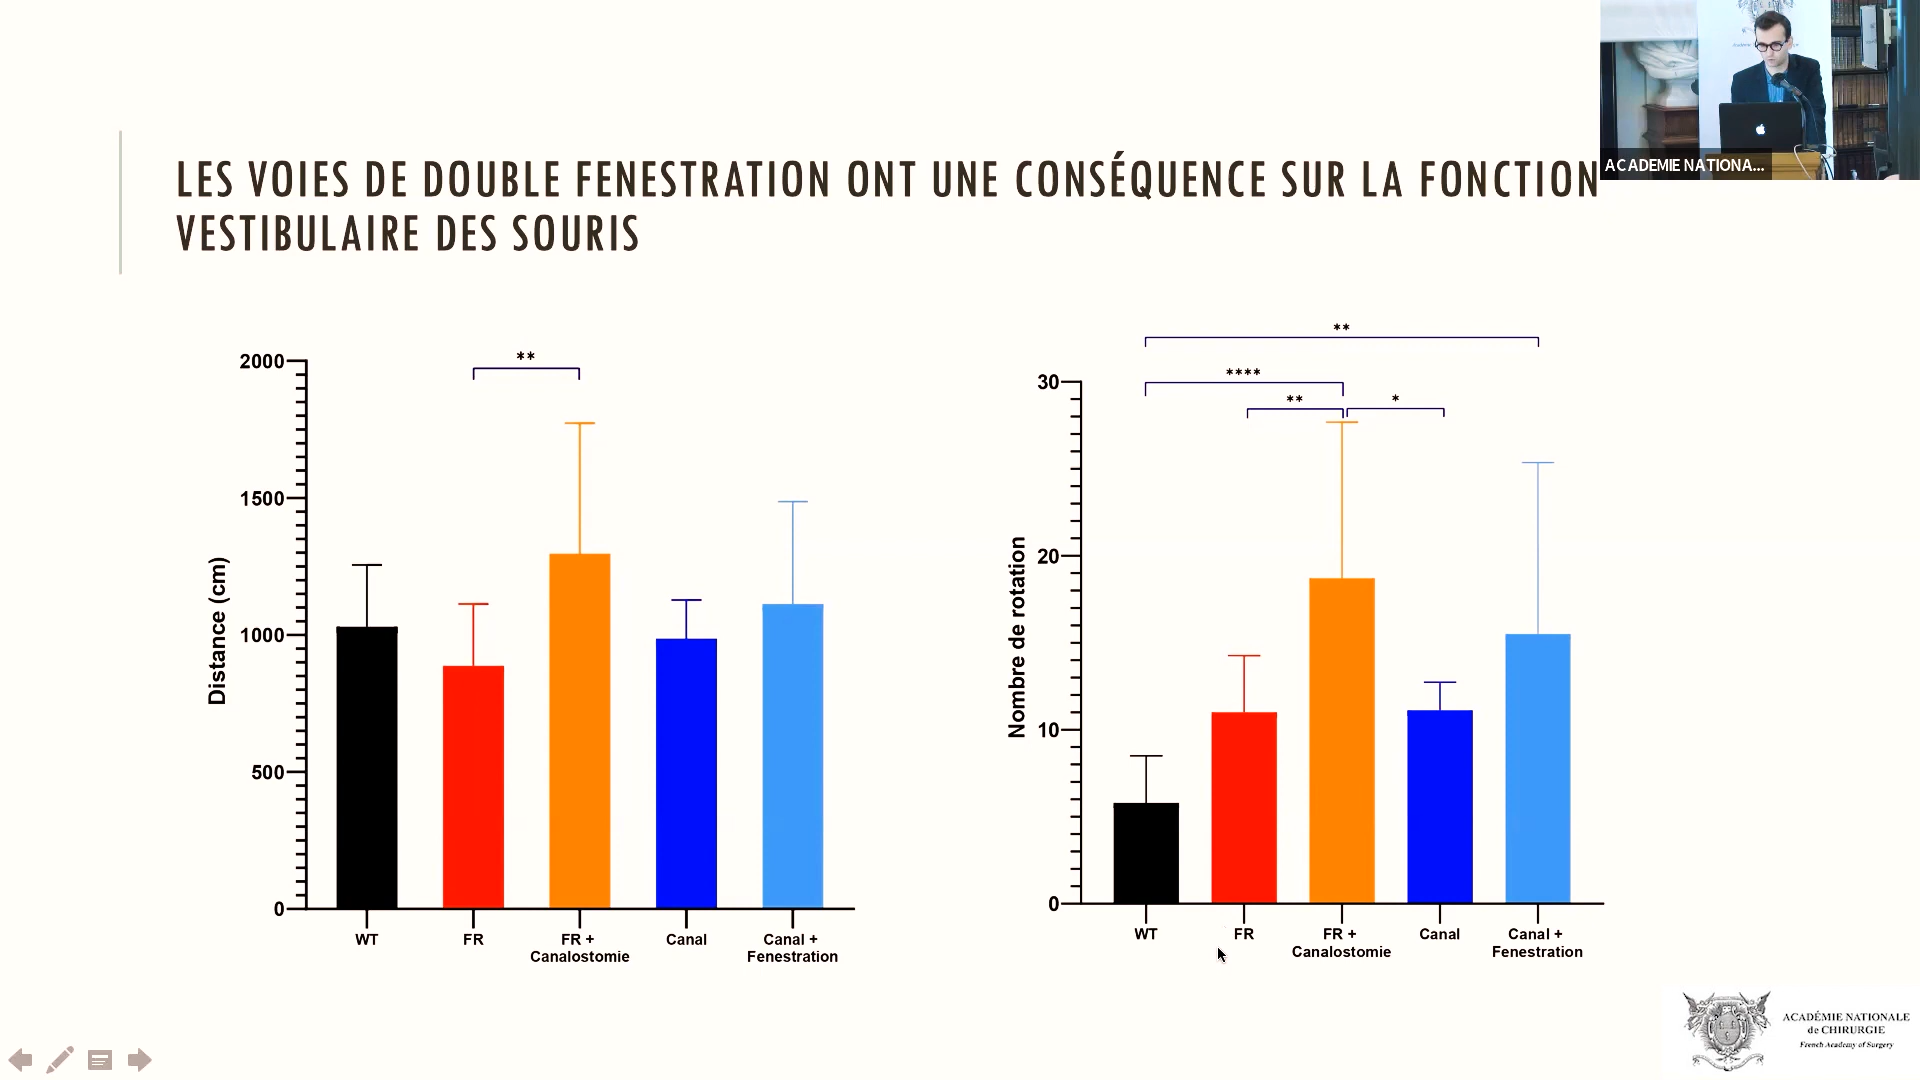 LES VOIES DE DOUBLE FENESTRATION ONT UNE CONSÉQUENCE SUR LA FONCTION
VESTIBULAIRE DES SOURIS
ACADEMIE NATIONA...
**
2000
1500
1000
500
0
Distance (cm)
WT
FR
FR +
Canalostomie
Canal
Canal +
Fenestration
**
****
**
*
30
20
10
0
Nombre de rotation
WT
FR
FR +
Canalostomie
Canal
Canal +
Fenestration
ACADÉMIE NATIONALE
de CHIRURGIE
French Academy of Surgery